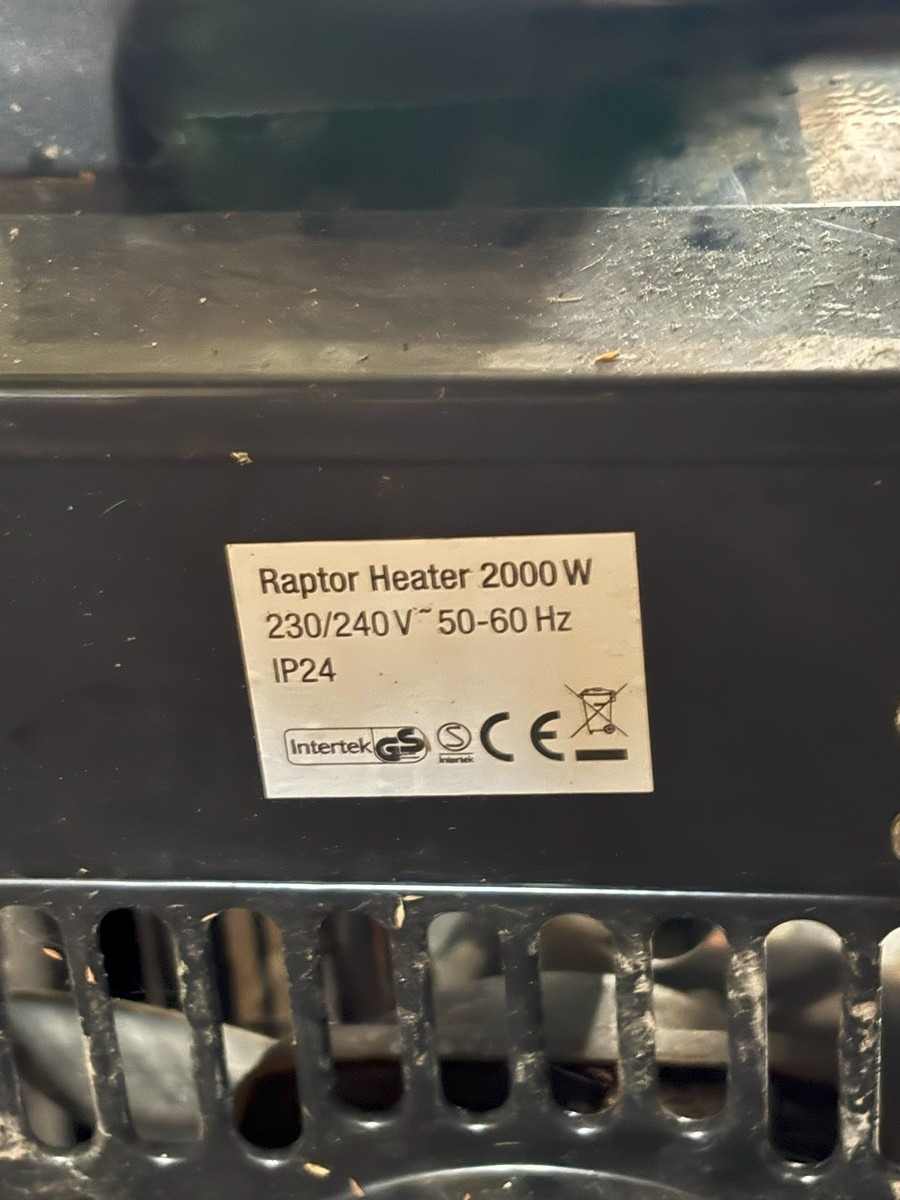 Raptor Heater 2000 W
230/240 V~ 50-60 Hz
IP24
Intertek GS S CE
Intertek